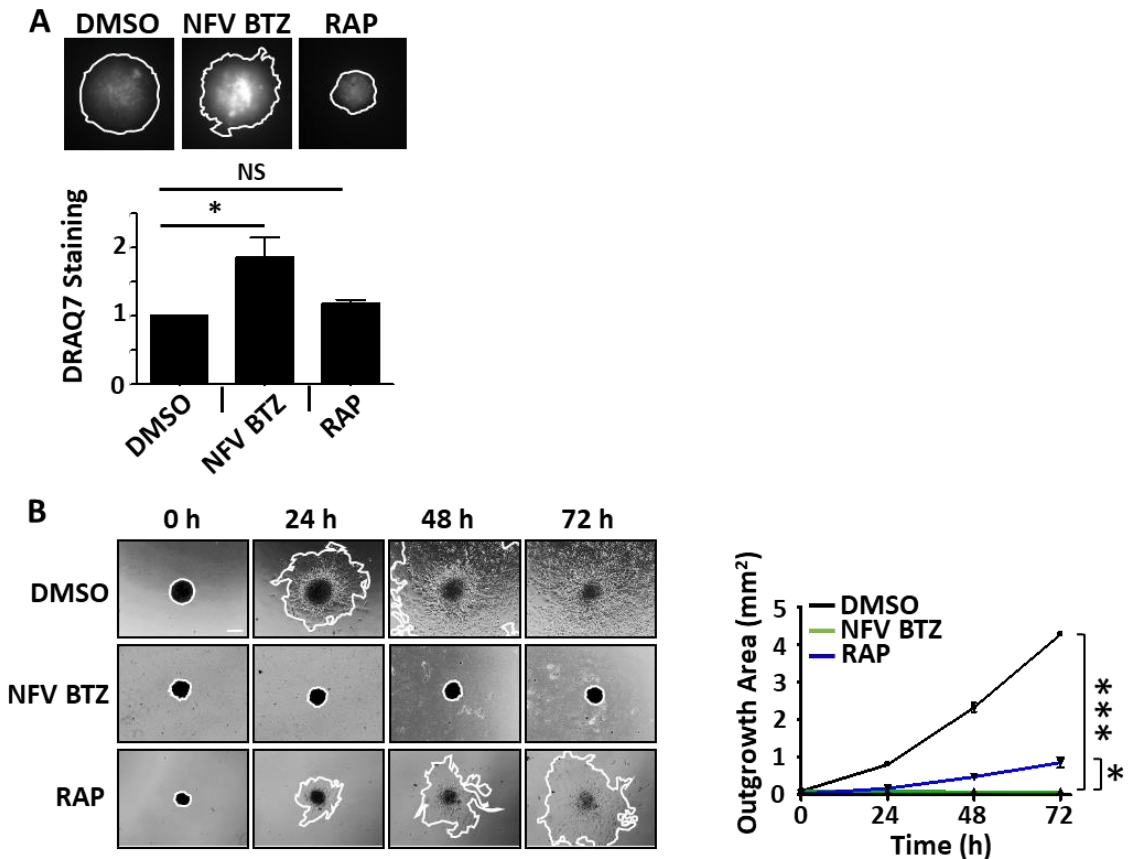 A
DMSO NFV BTZ RAP
NS
*
DRAQ7 Staining
2
1
0
DMSO
NFV BTZ
RAP
B
0 h 24 h 48 h 72 h
DMSO
NFV BTZ
RAP
Outgrowth Area (mm²)
5
4
3
2
1
0
DMSO
NFV BTZ
RAP
***
*
0 24 48 72
Time (h)